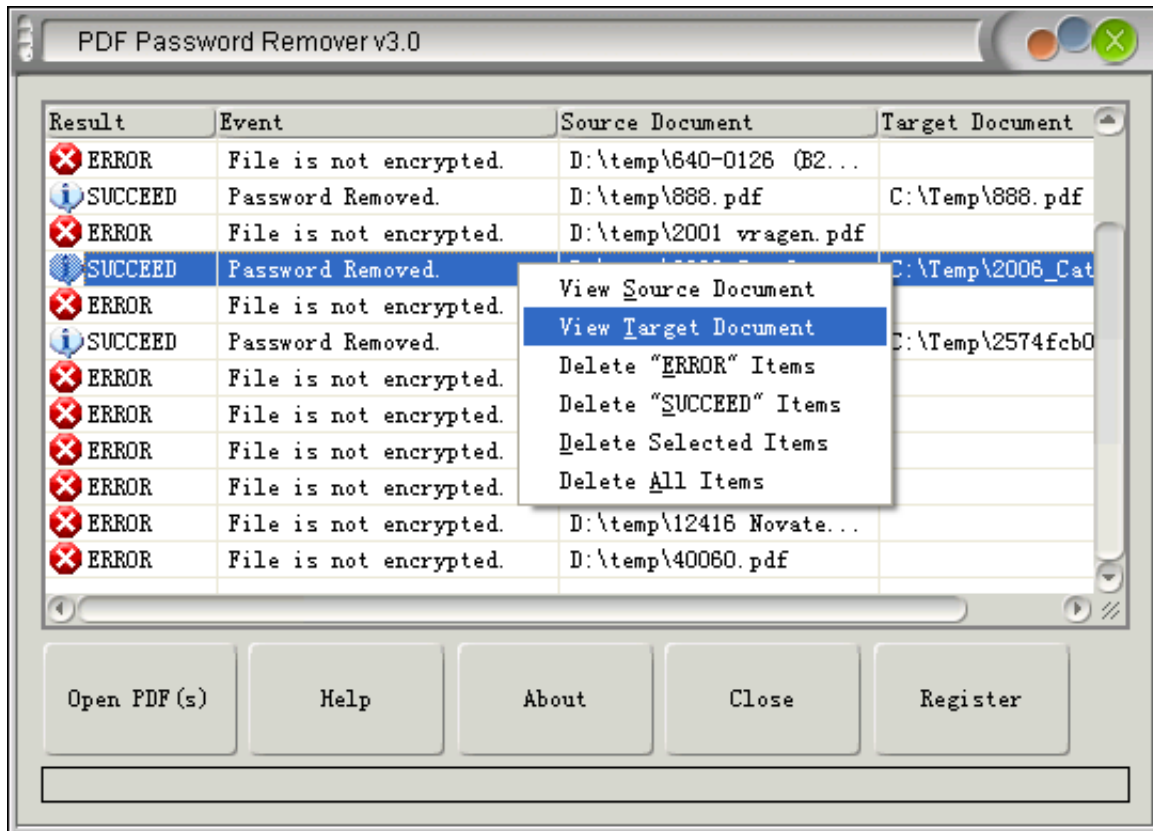 PDF Password Remover v3.0
Result Event Source Document Target Document
ERROR File is not encrypted. D:\temp\640-0126 (B2...
SUCCEED Password Removed. D:\temp\888.pdf C:\Temp\888.pdf
ERROR File is not encrypted. D:\temp\2001 vragen.pdf
SUCCEED Password Removed. C:\Temp\2006_Cat
ERROR File is not encrypted.
SUCCEED Password Removed. C:\Temp\2574fcb0
ERROR File is not encrypted.
ERROR File is not encrypted.
ERROR File is not encrypted.
ERROR File is not encrypted.
ERROR File is not encrypted. D:\temp\12416 Novate...
ERROR File is not encrypted. D:\temp\40060.pdf
View Source Document
View Target Document
Delete "ERROR" Items
Delete "SUCCEED" Items
Delete Selected Items
Delete All Items
Open PDF(s) Help About Close Register